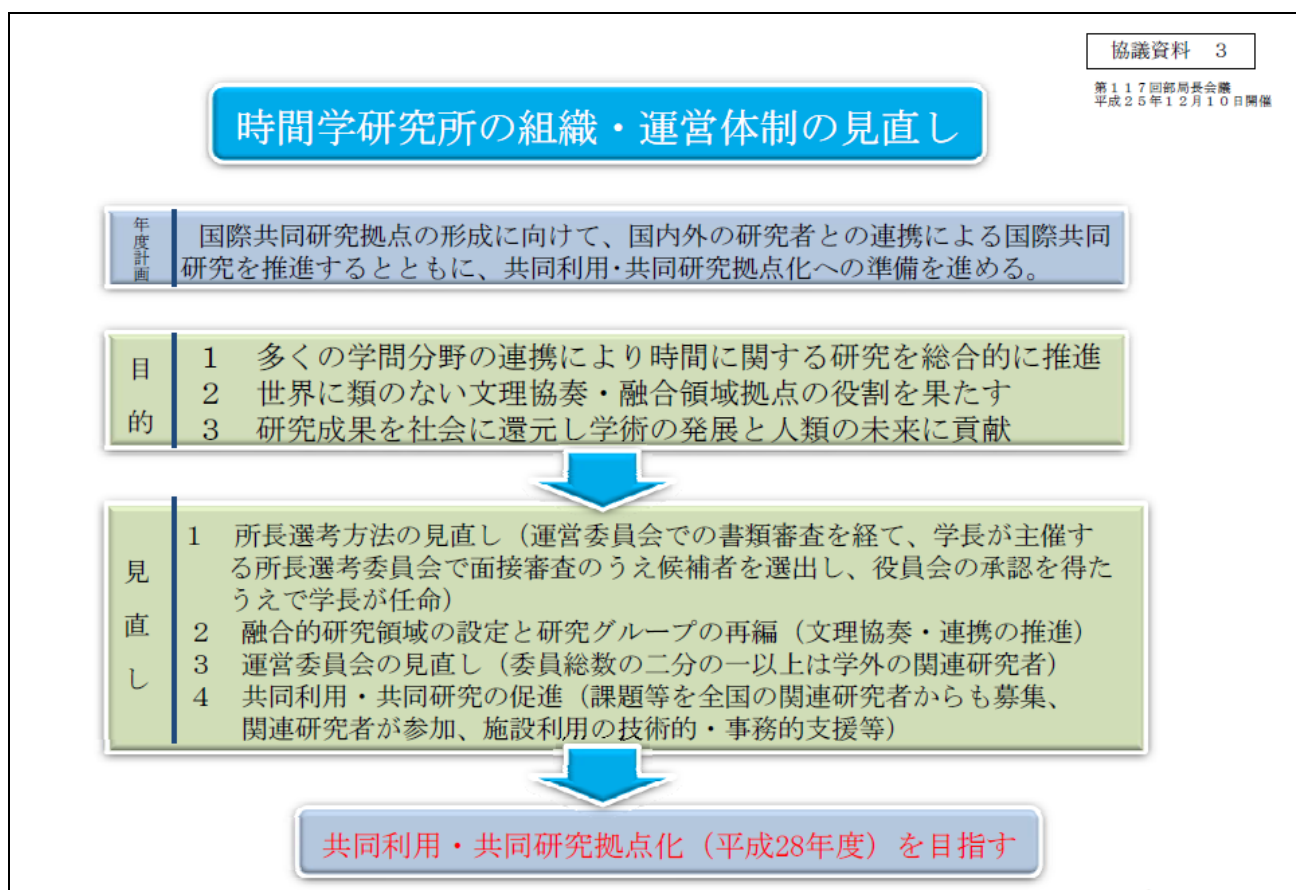 協議資料　３
第１１７回部局長会議
平成２５年１２月１０日開催
時間学研究所の組織・運営体制の見直し
年度計画
国際共同研究拠点の形成に向けて、国内外の研究者との連携による国際共同
研究を推進するとともに、共同利用・共同研究拠点化への準備を進める。
目的
１　多くの学問分野の連携により時間に関する研究を総合的に推進
２　世界に類のない文理協奏・融合領域拠点の役割を果たす
３　研究成果を社会に還元し学術の発展と人類の未来に貢献
見直し
１　所長選考方法の見直し（運営委員会での書類審査を経て、学長が主催す
る所長選考委員会で面接審査のうえ候補者を選出し、役員会の承認を得た
うえで学長が任命）
２　融合的研究領域の設定と研究グループの再編（文理協奏・連携の推進）
３　運営委員会の見直し（委員総数の二分の一以上は学外の関連研究者）
４　共同利用・共同研究の促進（課題等を全国の関連研究者からも募集、
関連研究者が参加、施設利用の技術的・事務的支援等）
共同利用・共同研究拠点化（平成28年度）を目指す